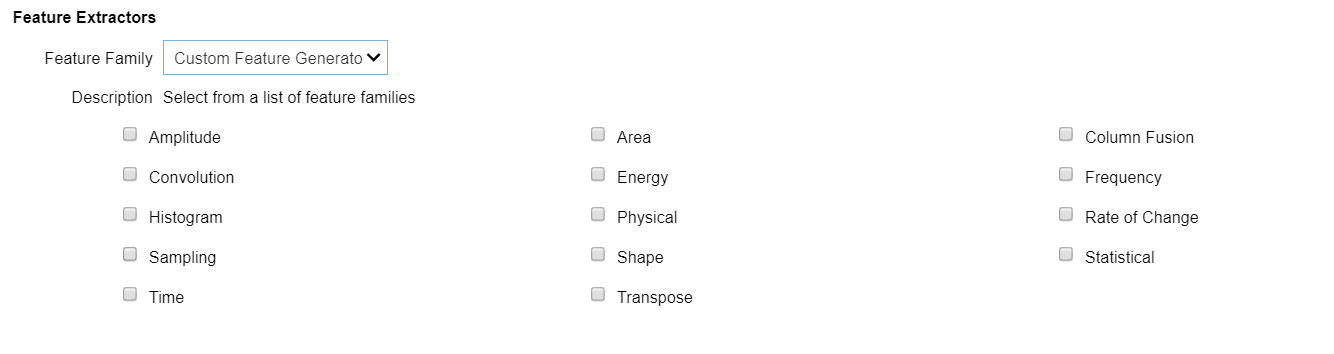 Feature Extractors
Feature Family Custom Feature Generato
Description Select from a list of feature families
Amplitude Area Column Fusion
Convolution Energy Frequency
Histogram Physical Rate of Change
Sampling Shape Statistical
Time Transpose